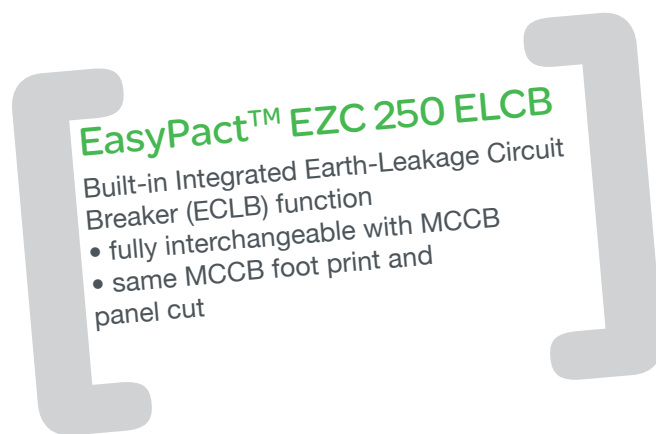 EasyPact™ EZC 250 ELCB
Built-in Integrated Earth-Leakage Circuit
Breaker (ECLB) function
• fully interchangeable with MCCB
• same MCCB foot print and
panel cut